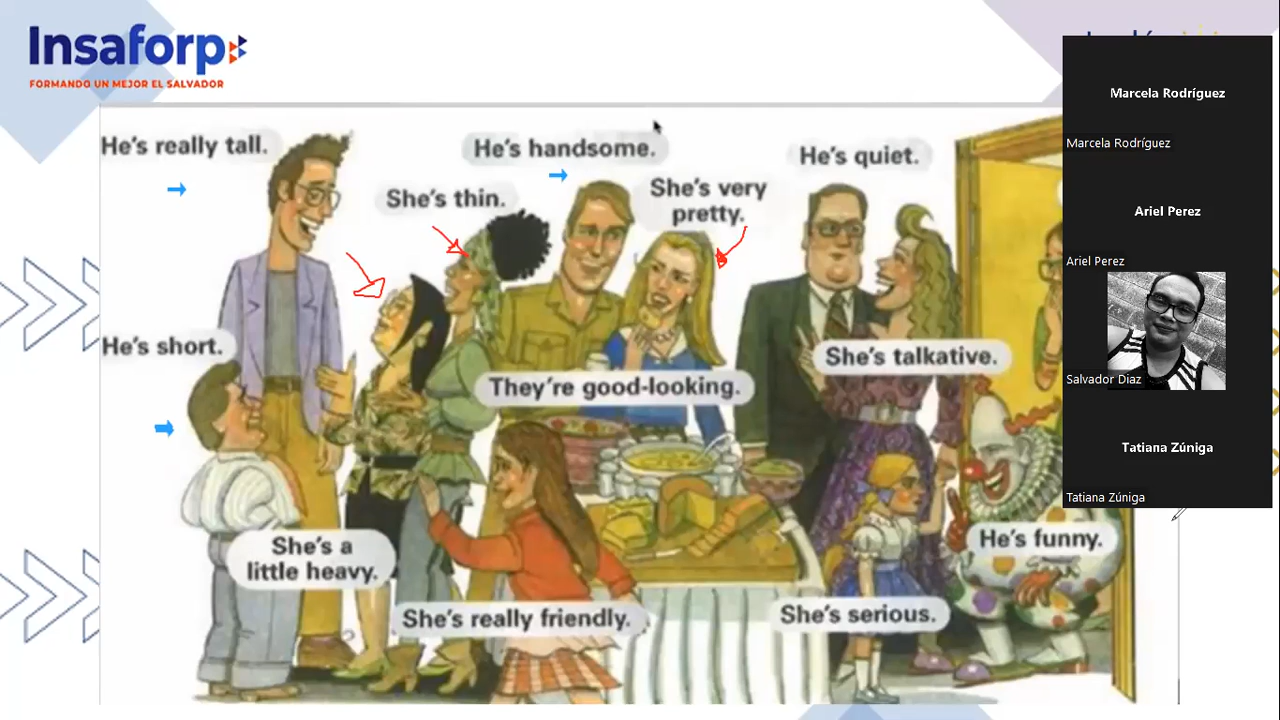 Insaforp
FORMANDO UN MEJOR EL SALVADOR
He's really tall.
He's handsome.
He's quiet.
She's thin.
She's very
pretty.
He's short.
They're good-looking.
She's talkative.
She's a
little heavy.
She's really friendly.
She's serious.
He's funny.
Marcela Rodríguez
Marcela Rodríguez
Ariel Perez
Ariel Perez
Salvador Diaz
Tatiana Zúniga
Tatiana Zúniga